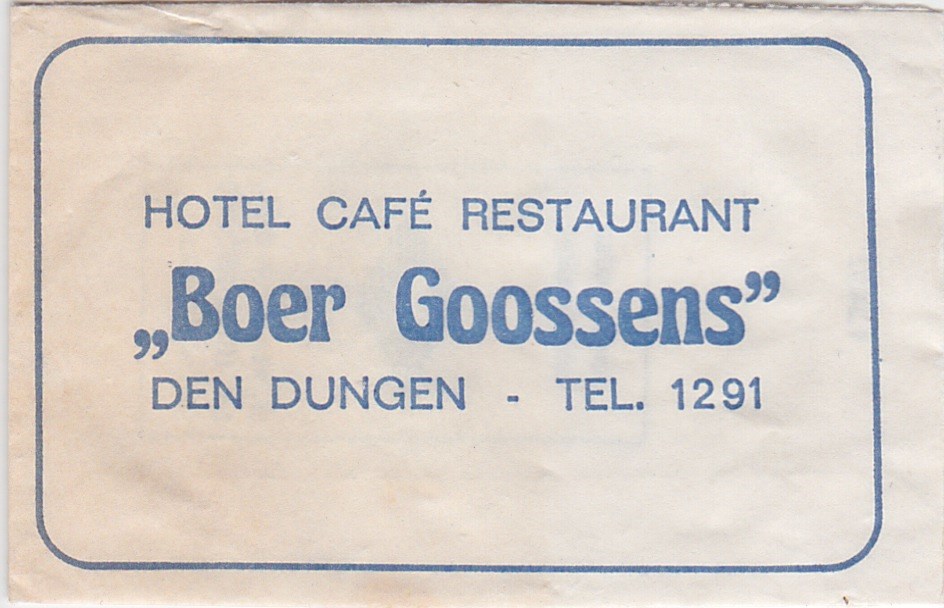 HOTEL CAFÉ RESTAURANT
„Boer Goossens”
DEN DUNGEN - TEL. 1291